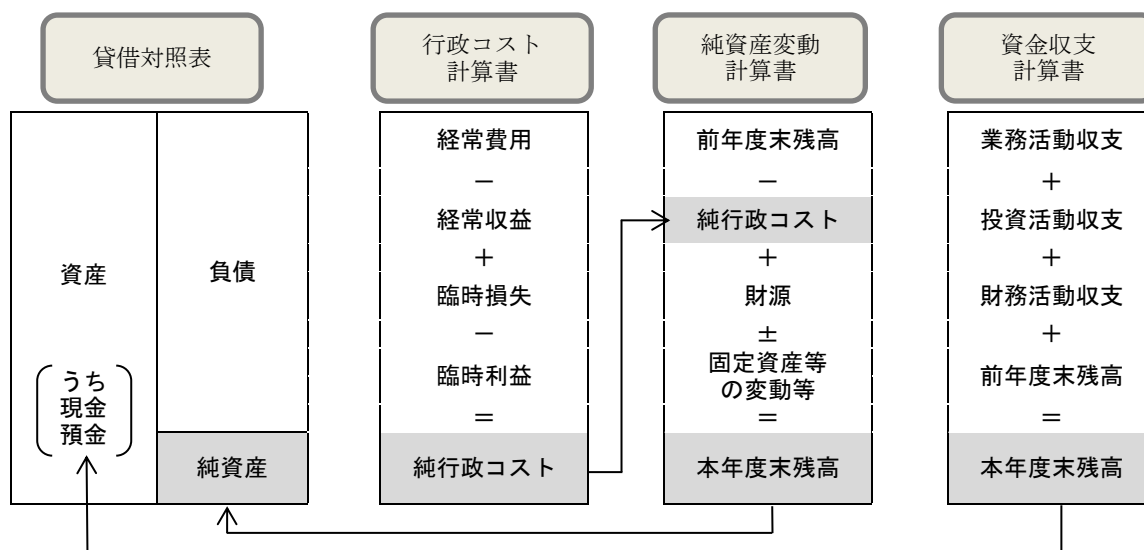 貸借対照表
資産
うち
現金
預金
負債
純資産
行政コスト
計算書
経常費用
−
経常収益
+
臨時損失
−
臨時利益
=
純行政コスト
純資産変動
計算書
前年度末残高
−
純行政コスト
+
財源
±
固定資産等
の変動等
=
本年度末残高
資金収支
計算書
業務活動収支
+
投資活動収支
+
財務活動収支
+
前年度末残高
=
本年度末残高